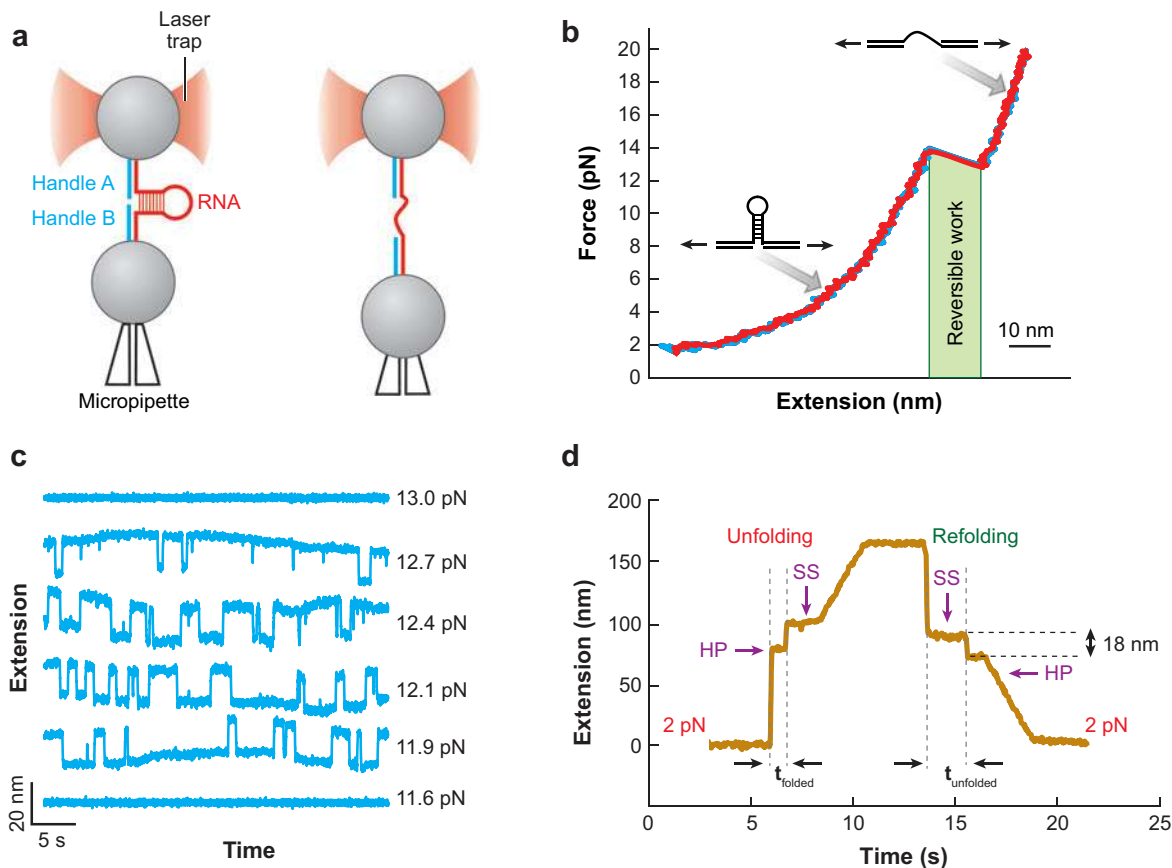 a
Laser
trap
Handle A
Handle B
RNA
Micropipette
b
Force (pN)
20
18
16
14
12
10
8
6
4
2
0
Reversible work
10 nm
Extension (nm)
c
Extension
13.0 pN
12.7 pN
12.4 pN
12.1 pN
11.9 pN
11.6 pN
20 nm
5 s
Time
d
Extension (nm)
200
150
100
50
0
Unfolding
Refolding
SS
SS
HP
18 nm
HP
2 pN
2 pN
t folded
t unfolded
0
5
10
15
20
25
Time (s)